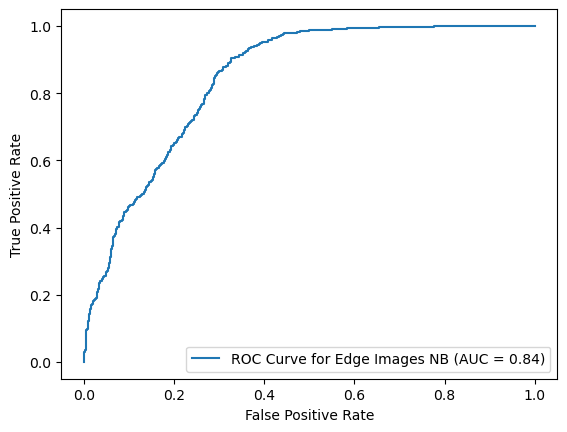 1.0
0.8
0.6
0.4
0.2
0.0
True Positive Rate
ROC Curve for Edge Images NB (AUC = 0.84)
0.0 0.2 0.4 0.6 0.8 1.0
False Positive Rate